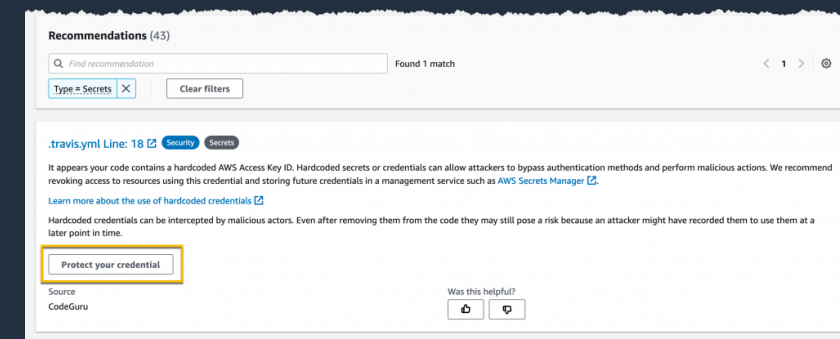 Recommendations (43)
Find recommendation
Found 1 match
1
Type = Secrets
Clear filters
.travis.yml Line: 18
Security
Secrets
It appears your code contains a hardcoded AWS Access Key ID. Hardcoded secrets or credentials can allow attackers to bypass authentication methods and perform malicious actions. We recommend
revoking access to resources using this credential and storing future credentials in a management service such as AWS Secrets Manager.
Learn more about the use of hardcoded credentials
Hardcoded credentials can be intercepted by malicious actors. Even after removing them from the code they may still pose a risk because an attacker might have recorded them to use them at a
later point in time.
Protect your credential
Source
Was this helpful?
CodeGuru